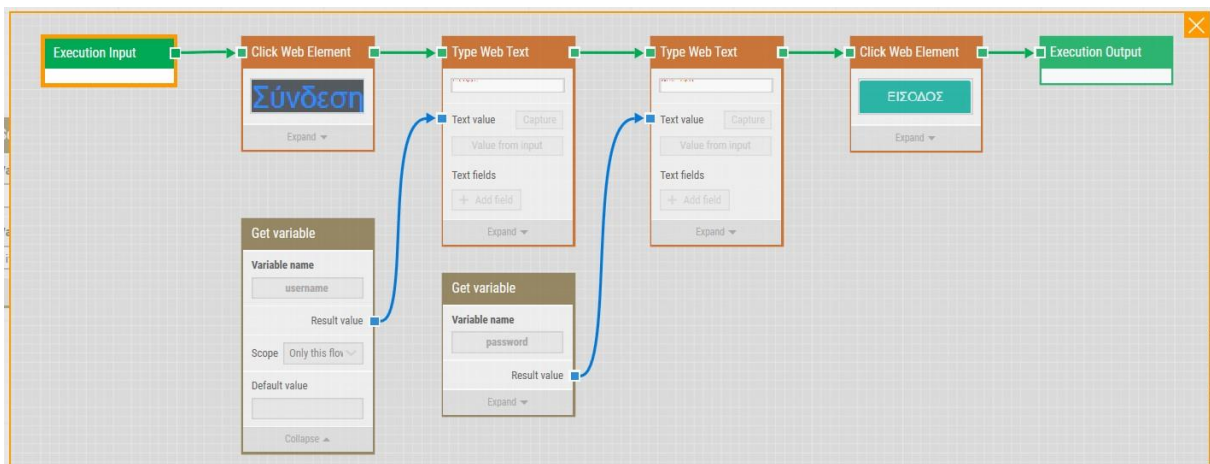 Execution Input
Click Web Element
Type Web Text
Type Web Text
Click Web Element
Execution Output
Σύνδεση
ΕΙΣΟΔΟΣ
Expand
Text value
Capture
Value from input
Text fields
+ Add field
Expand
Text value
Capture
Value from input
Text fields
+ Add field
Expand
Expand
Get variable
Variable name
username
Result value
Scope
Only this flov
Default value
Collapse
Get variable
Variable name
password
Result value
Expand